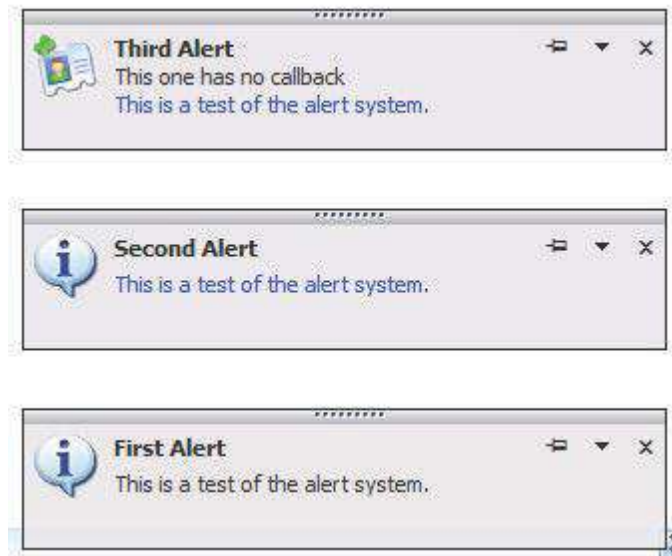 Third Alert
This one has no callback
This is a test of the alert system.
Second Alert
This is a test of the alert system.
First Alert
This is a test of the alert system.